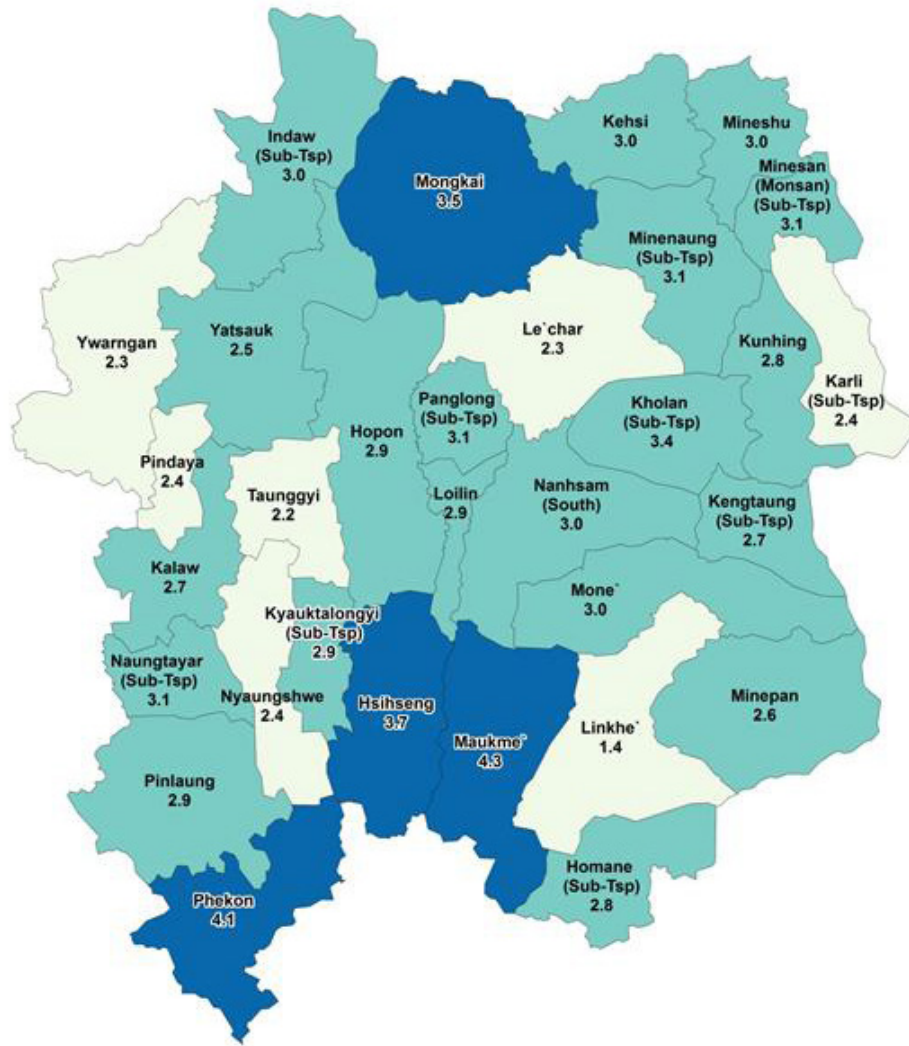 Kehsi
3.0
Mineshu
3.0
Indaw
(Sub-Tsp)
3.0
Mongkai
3.5
Minesan
(Monsan)
(Sub-Tsp)
3.1
Minenaung
(Sub-Tsp)
3.1
Ywarngan
2.3
Yatsauk
2.5
Le`char
2.3
Kunhing
2.8
Karli
(Sub-Tsp)
2.4
Panglong
(Sub-Tsp)
3.1
Kholan
(Sub-Tsp)
3.4
Hopon
2.9
Pindaya
2.4
Taunggyi
2.2
Loilin
2.9
Nanhsam
(South)
3.0
Kengtaung
(Sub-Tsp)
2.7
Kalaw
2.7
Mone`
3.0
Kyauktalongyi
(Sub-Tsp)
2.9
Naungtayar
(Sub-Tsp)
3.1
Nyaungshwe
2.4
Hsihseng
3.7
Maukme`
4.3
Linkhe`
1.4
Minepan
2.6
Pinlaung
2.9
Homane
(Sub-Tsp)
2.8
Phekon
4.1